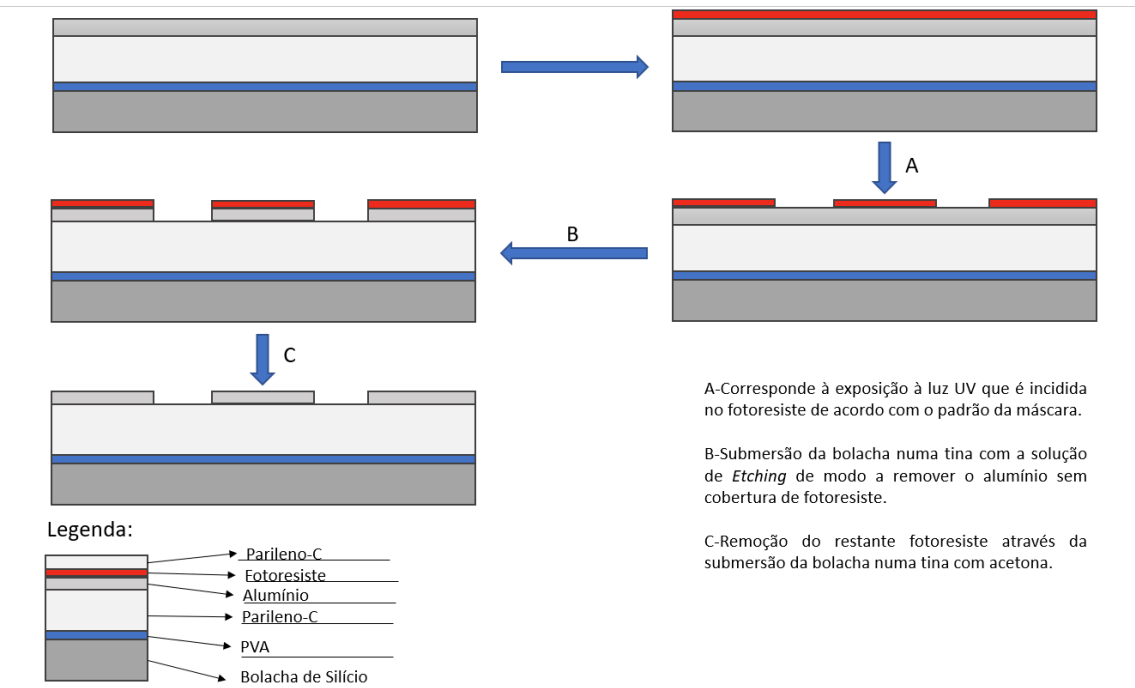 A
B
C
A-Corresponde à exposição à luz UV que é incidida
no fotoresiste de acordo com o padrão da máscara.
B-Submersão da bolacha numa tina com a solução
de Etching de modo a remover o alumínio sem
cobertura de fotoresiste.
C-Remoção do restante fotoresiste através da
submersão da bolacha numa tina com acetona.
Legenda:
Parileno-C
Fotoresiste
Alumínio
Parileno-C
PVA
Bolacha de Silício